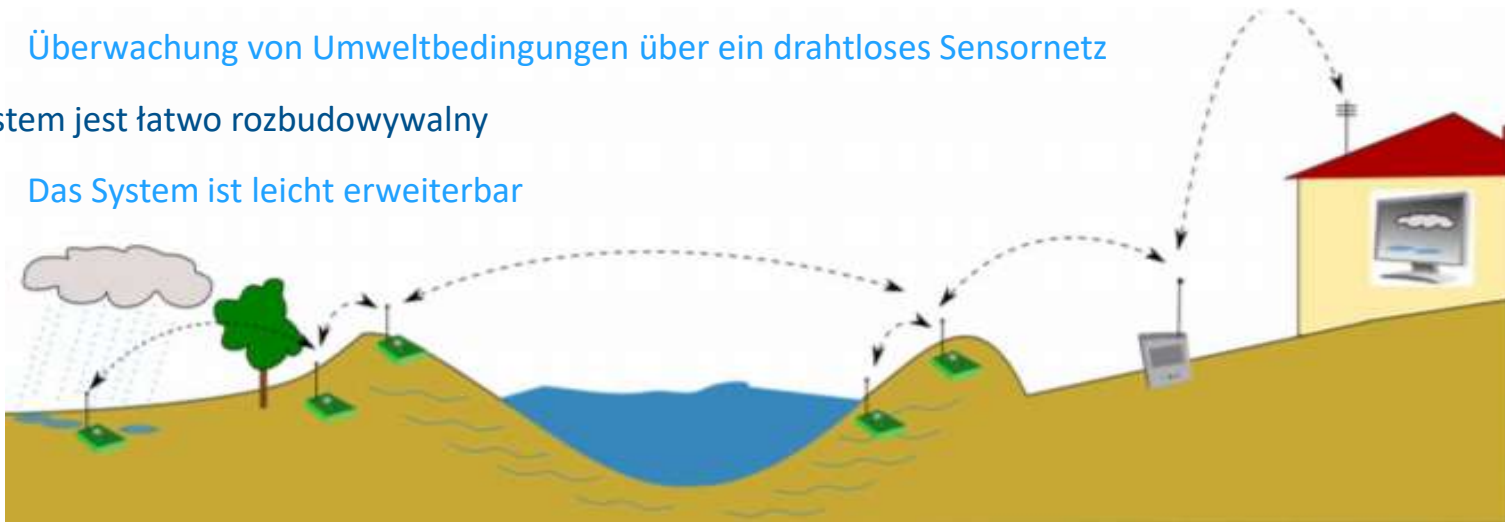 Überwachung von Umweltbedingungen über ein drahtloses Sensornetz
stem jest łatwo rozbudowywalny
Das System ist leicht erweiterbar